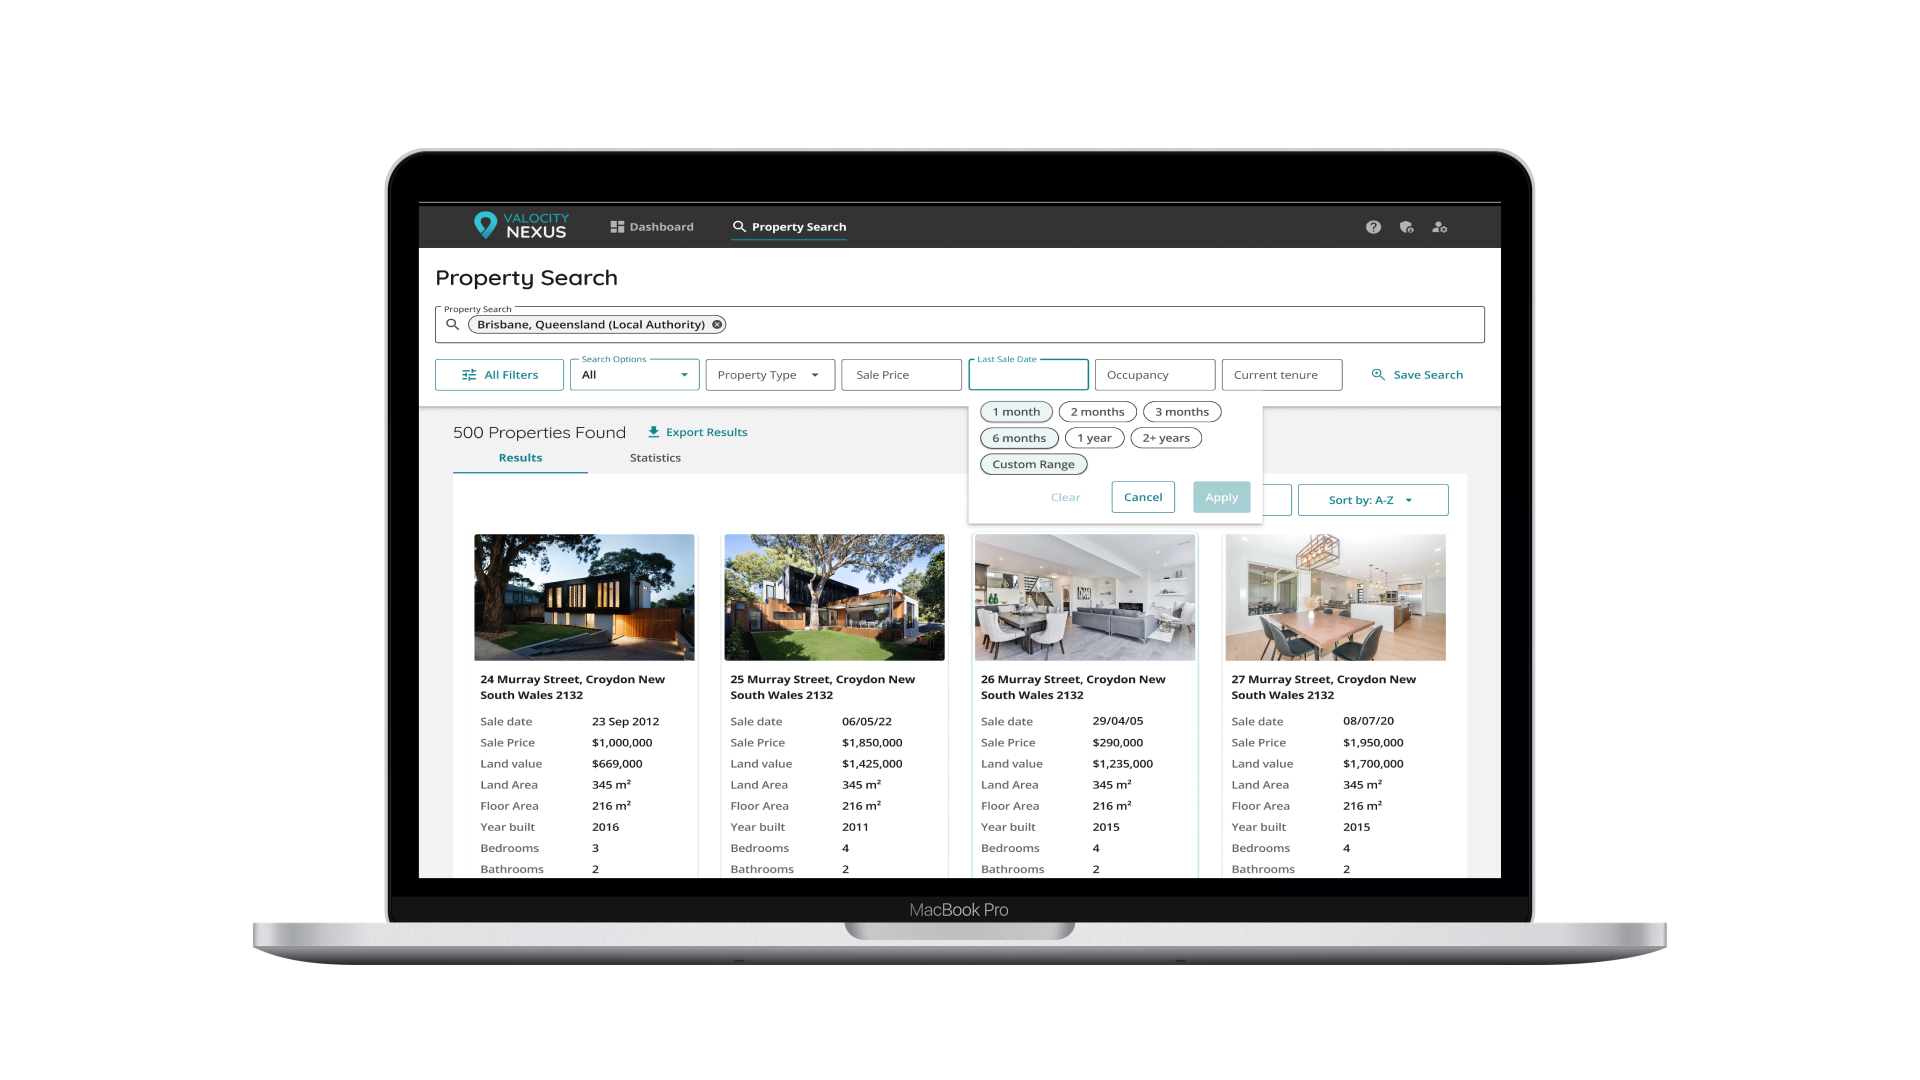 VALOCITY
NEXUS
Dashboard
Property Search
Property Search
Property Search
Brisbane, Queensland (Local Authority)
All Filters
Search Options
All
Property Type
Sale Price
Last Sale Date
Occupancy
Current tenure
Save Search
1 month
2 months
3 months
6 months
1 year
2+ years
Custom Range
Clear
Cancel
Apply
500 Properties Found
Export Results
Results
Statistics
Sort by: A-Z
24 Murray Street, Croydon New
South Wales 2132
Sale date 23 Sep 2012
Sale Price $1,000,000
Land value $669,000
Land Area 345 m²
Floor Area 216 m²
Year built 2016
Bedrooms 3
Bathrooms 2
25 Murray Street, Croydon New
South Wales 2132
Sale date 06/05/22
Sale Price $1,850,000
Land value $1,425,000
Land Area 345 m²
Floor Area 216 m²
Year built 2011
Bedrooms 4
Bathrooms 2
26 Murray Street, Croydon New
South Wales 2132
Sale date 29/04/05
Sale Price $290,000
Land value $1,235,000
Land Area 345 m²
Floor Area 216 m²
Year built 2015
Bedrooms 4
Bathrooms 2
27 Murray Street, Croydon New
South Wales 2132
Sale date 08/07/20
Sale Price $1,950,000
Land value $1,700,000
Land Area 345 m²
Floor Area 216 m²
Year built 2015
Bedrooms 4
Bathrooms 2
MacBook Pro